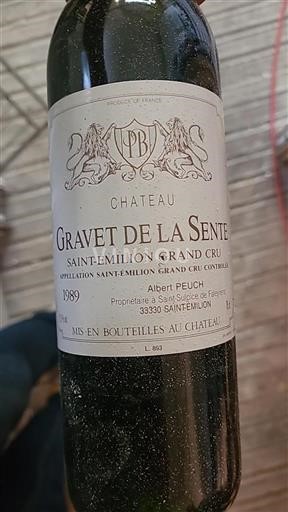 PRODUCE OF FRANCE
PB
CHATEAU
GRAVET DE LA SENTE
SAINT-EMILION GRAND CRU
APPELLATION SAINT-EMILION GRAND CRU CONTROLÉE
1989
Albert PEUCH
Propriétaire à Saint Sulpice de Faleyrens
33330 SAINT-EMILION
MIS EN BOUTEILLES AU CHATEAU
L. 893